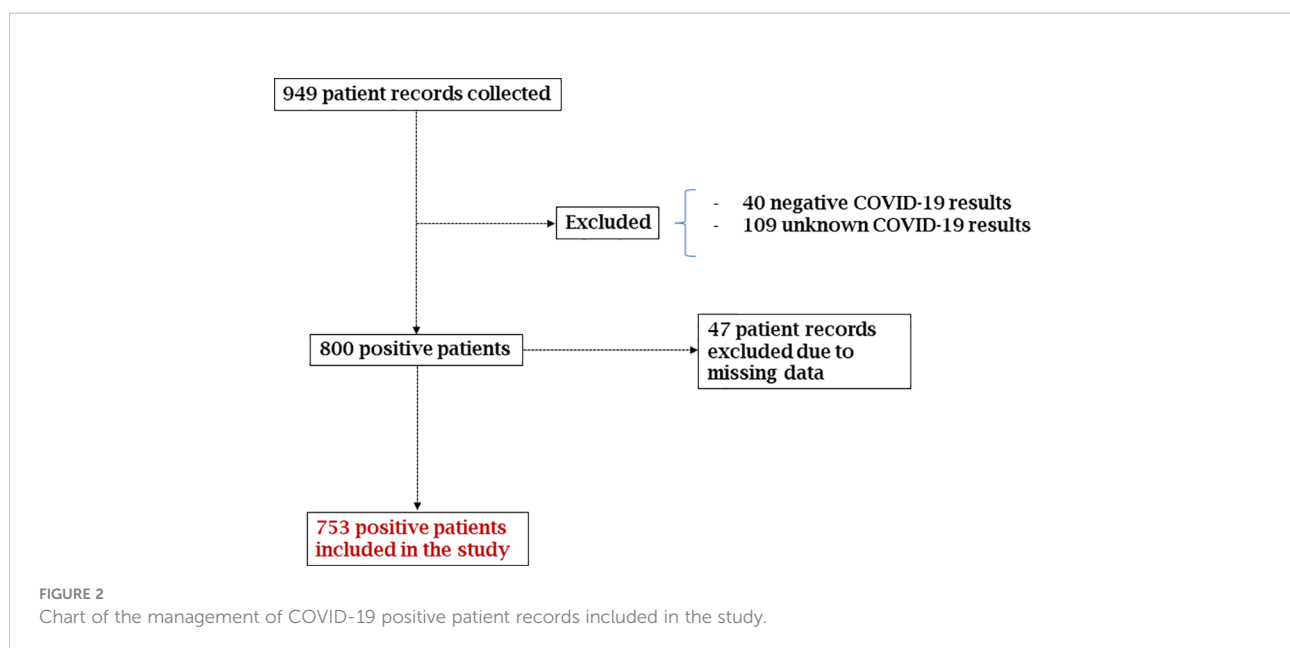 949 patient records collected
Excluded
- 40 negative COVID-19 results
- 109 unknown COVID-19 results
800 positive patients
47 patient records
excluded due to
missing data
753 positive patients
included in the study
FIGURE 2
Chart of the management of COVID-19 positive patient records included in the study.